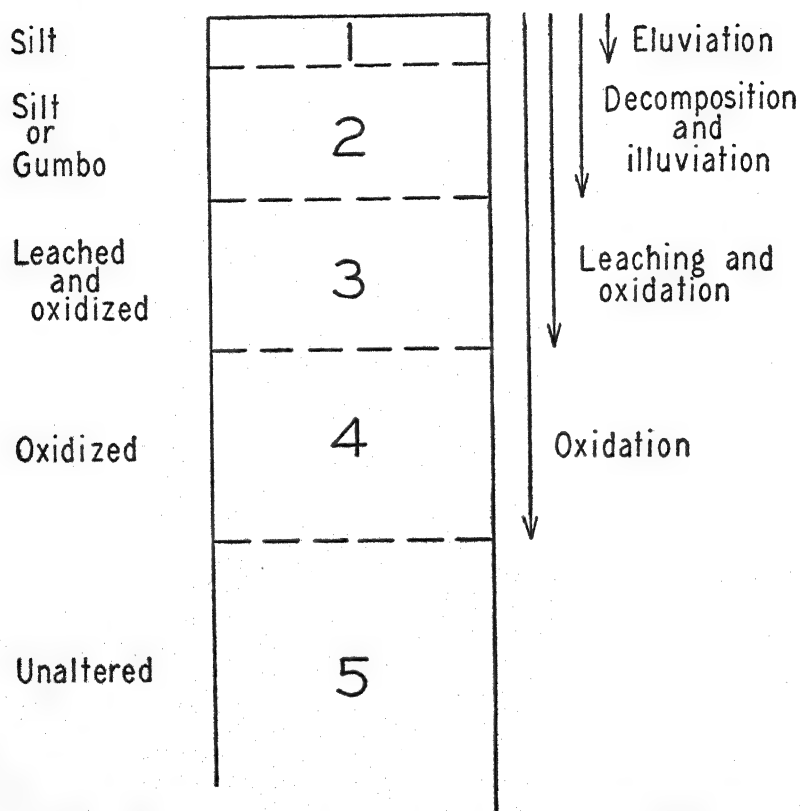 Silt
1
Eluviation
Silt
or
Gumbo
2
Decomposition
and
illuviation
Leached
and
oxidized
3
Leaching and
oxidation
Oxidized
4
Oxidation
Unaltered
5